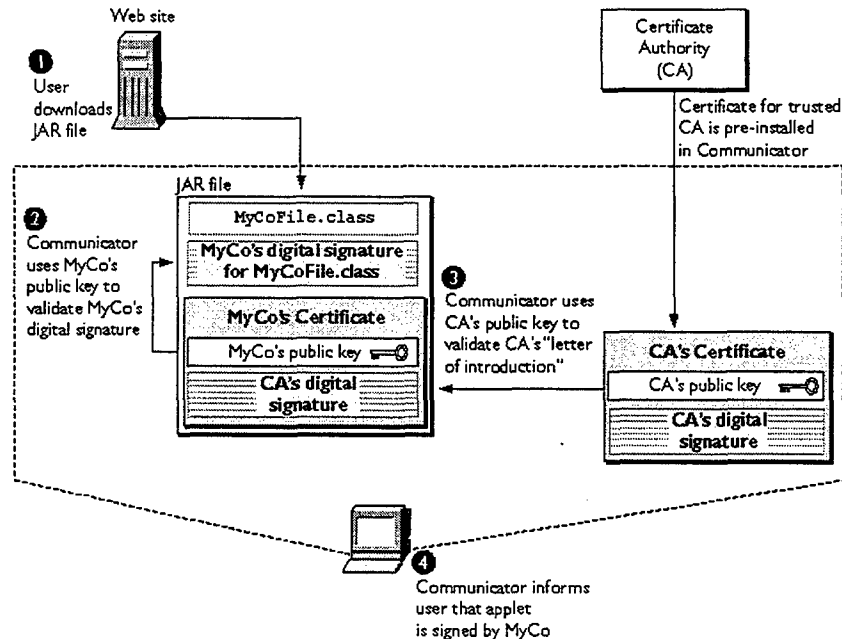 Web site
1
User
downloads
JAR file
Certificate
Authority
(CA)
Certificate for trusted
CA is pre-installed
in Communicator
JAR file
MyCoFile.class
MyCo's digital signature
for MyCoFile.class
2
Communicator
uses MyCo's
public key to
validate MyCo's
digital signature
MyCo's Certificate
MyCo's public key
CA's digital
signature
3
Communicator uses
CA's public key to
validate CA's "letter
of introduction"
CA's Certificate
CA's public key
CA's digital
signature
4
Communicator informs
user that applet
is signed by MyCo